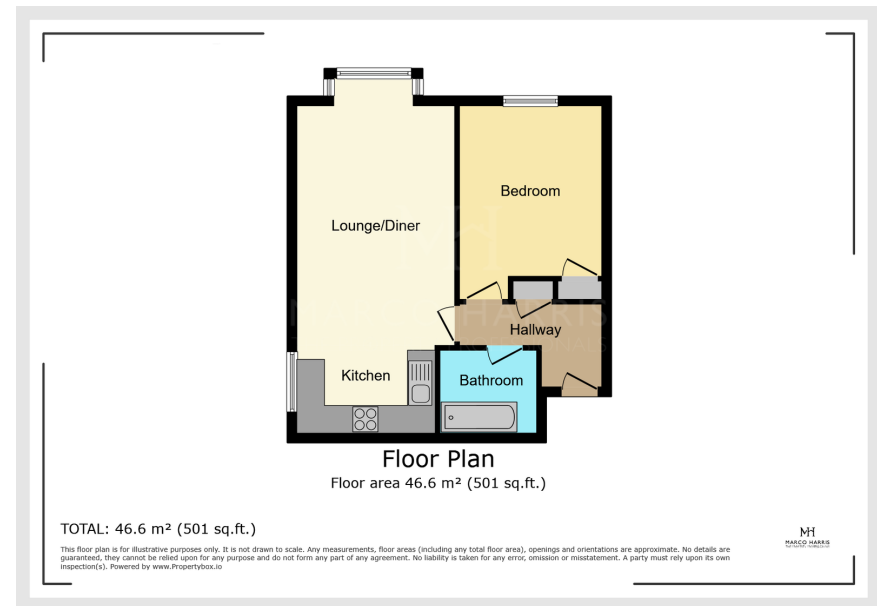 Bedroom
Lounge/Diner
MARCO HARRIS
Hallway
Kitchen
Bathroom
Floor Plan
Floor area 46.6 m² (501 sq.ft.)
TOTAL: 46.6 m² (501 sq.ft.)
This floor plan is for illustrative purposes only. It is not drawn to scale. Any measurements, floor areas (including any total floor area), openings and orientations are approximate. No details are
guaranteed, they cannot be relied upon for any purpose and do not form any part of any agreement. No liability is taken for any error, omission or misstatement. A party must rely upon its own
inspection(s). Powered by www.Propertybox.io
MH
MARCO HARRIS